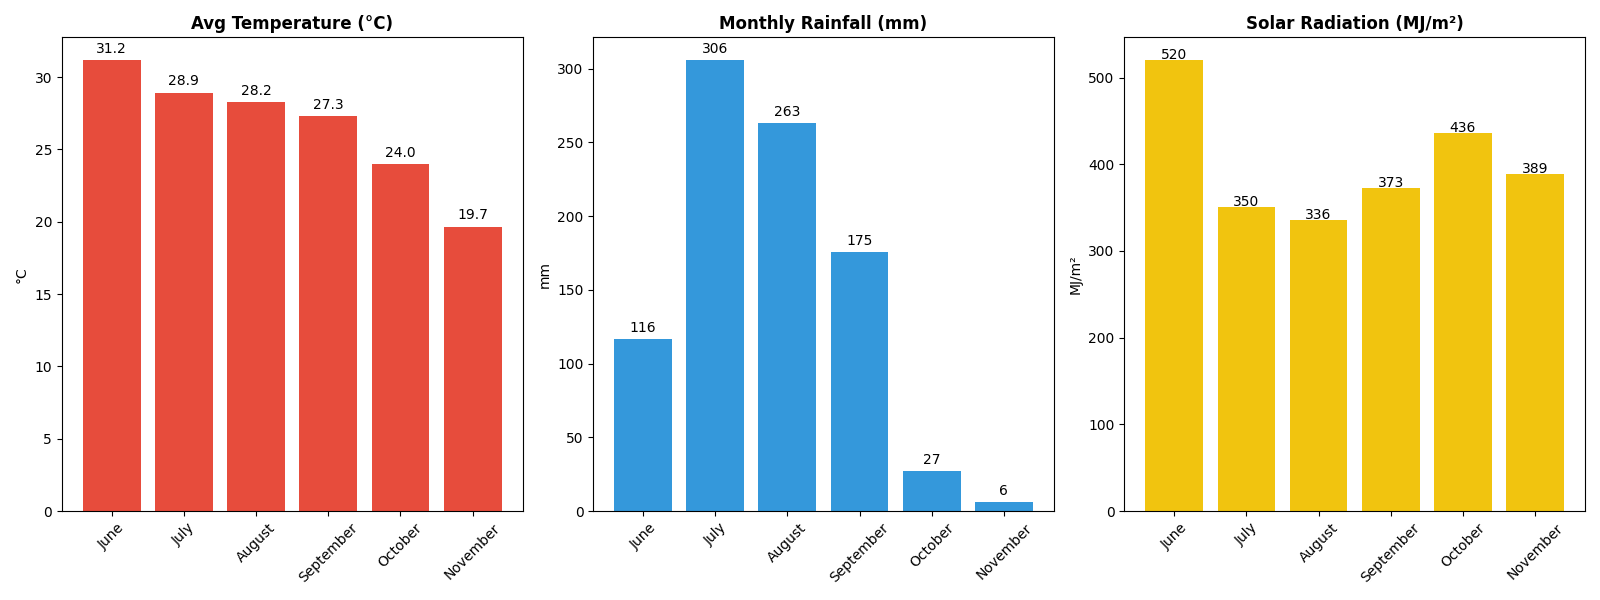 Avg Temperature (°C)
°C
30
25
20
15
10
5
0
31.2
28.9
28.2
27.3
24.0
19.7
June
July
August
September
October
November
Monthly Rainfall (mm)
mm
300
250
200
150
100
50
0
116
306
263
175
27
6
June
July
August
September
October
November
Solar Radiation (MJ/m²)
MJ/m²
500
400
300
200
100
0
520
350
336
373
436
389
June
July
August
September
October
November